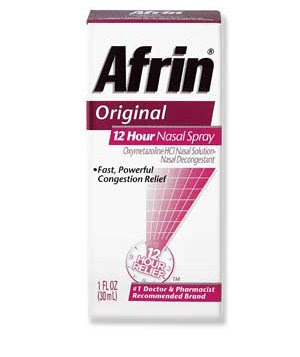 Afrin®
Original
12 Hour Nasal Spray
Oxymetazoline HCl Nasal Solution-
Nasal Decongestant
•Fast, Powerful
Congestion Relief
12
HOUR
RELIEF
TM
1 FL OZ
(30 mL)
#1 Doctor & Pharmacist
Recommended Brand